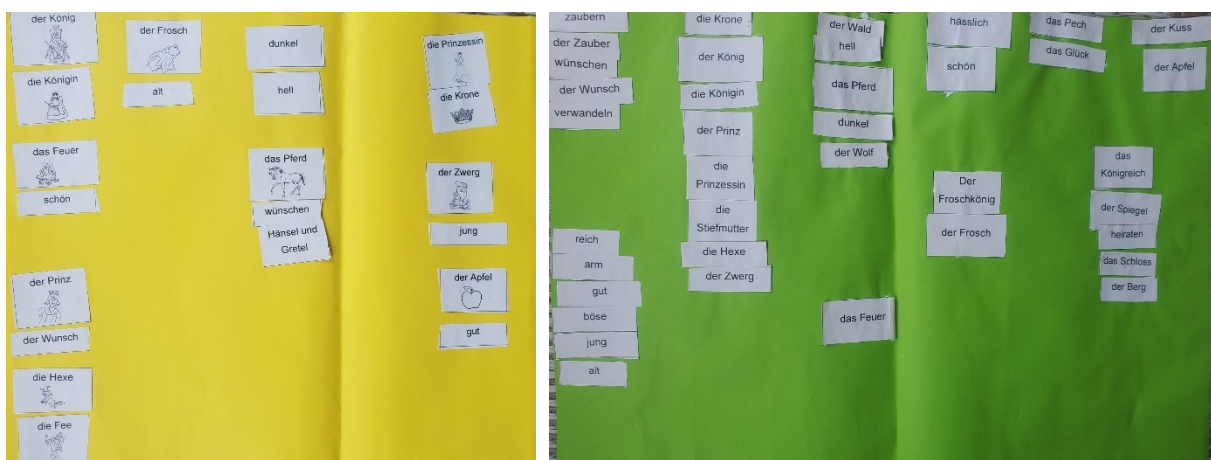 der König
die Königin
das Feuer
schön
der Prinz
der Wunsch
die Hexe
die Fee
der Frosch
alt
dunkel
hell
das Pferd
wünschen
Hänsel und
Gretel
die Prinzessin
die Krone
der Zwerg
jung
der Apfel
gut
zaubern
der Zauber
wünschen
der Wunsch
verwandeln
reich
arm
gut
böse
jung
alt
die Krone
der König
die Königin
der Prinz
die
Prinzessin
die
Stiefmutter
die Hexe
der Zwerg
der Wald
hell
das Pferd
dunkel
der Wolf
das Feuer
hässlich
schön
Der
Froschkönig
der Frosch
das Pech
das Glück
der Kuss
der Apfel
das
Königreich
der Spiegel
heiraten
das Schloss
der Berg